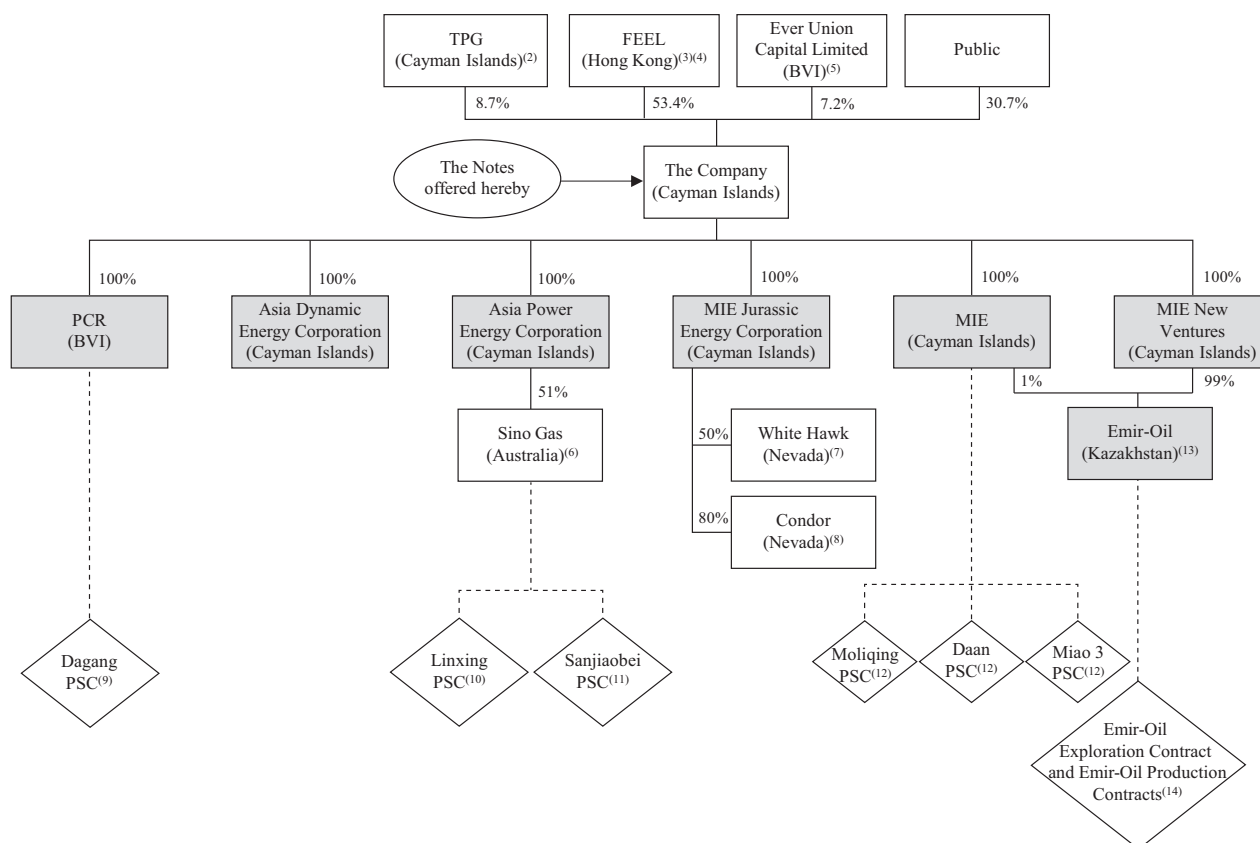 TPG
(Cayman Islands)(2)
FEEL
(Hong Kong)(3)(4)
Ever Union
Capital Limited
(BVI)(5)
Public
8.7%
53.4%
7.2%
30.7%
The Notes
offered hereby
The Company
(Cayman Islands)
100%
100%
100%
100%
100%
100%
PCR
(BVI)
Asia Dynamic
Energy Corporation
(Cayman Islands)
Asia Power
Energy Corporation
(Cayman Islands)
MIE Jurassic
Energy Corporation
(Cayman Islands)
MIE
(Cayman Islands)
MIE New
Ventures
(Cayman Islands)
51%
1%
99%
Sino Gas
(Australia)(6)
50%
White Hawk
(Nevada)(7)
Emir-Oil
(Kazakhstan)(13)
80%
Condor
(Nevada)(8)
Dagang
PSC(9)
Linxing
PSC(10)
Sanjiaobei
PSC(11)
Moliqing
PSC(12)
Daan
PSC(12)
Miao 3
PSC(12)
Emir-Oil
Exploration Contract
and Emir-Oil Production
Contracts(14)